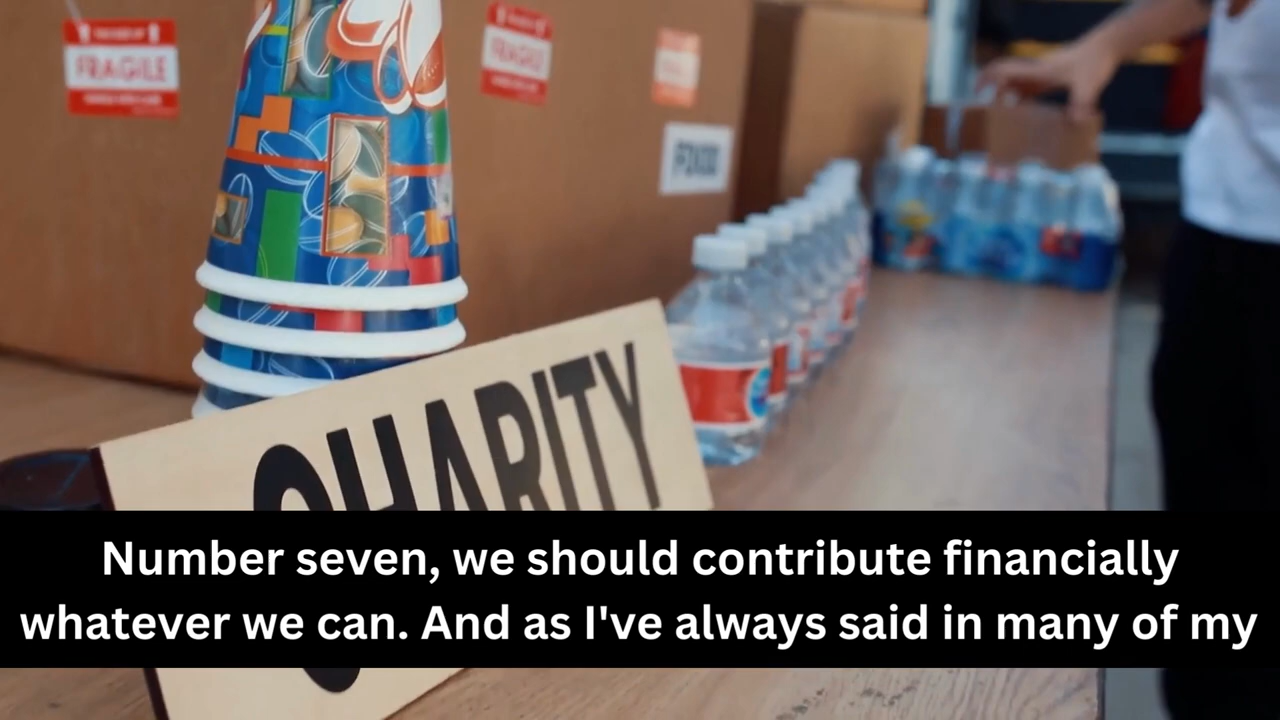 FRAGILE
FRAGILE
FOOD
CHARITY
Number seven, we should contribute financially
whatever we can. And as I've always said in many of my